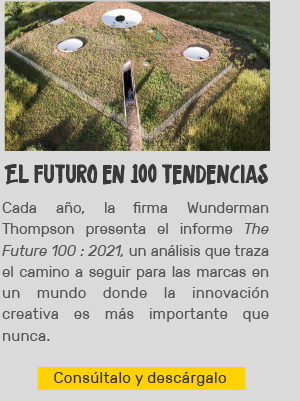 EL FUTURO EN 100 TENDENCIAS
Cada año, la firma Wunderman
Thompson presenta el informe The
Future 100 : 2021, un análisis que traza
el camino a seguir para las marcas en
un mundo donde la innovación
creativa es más importante que
nunca.
Consúltalo y descárgalo